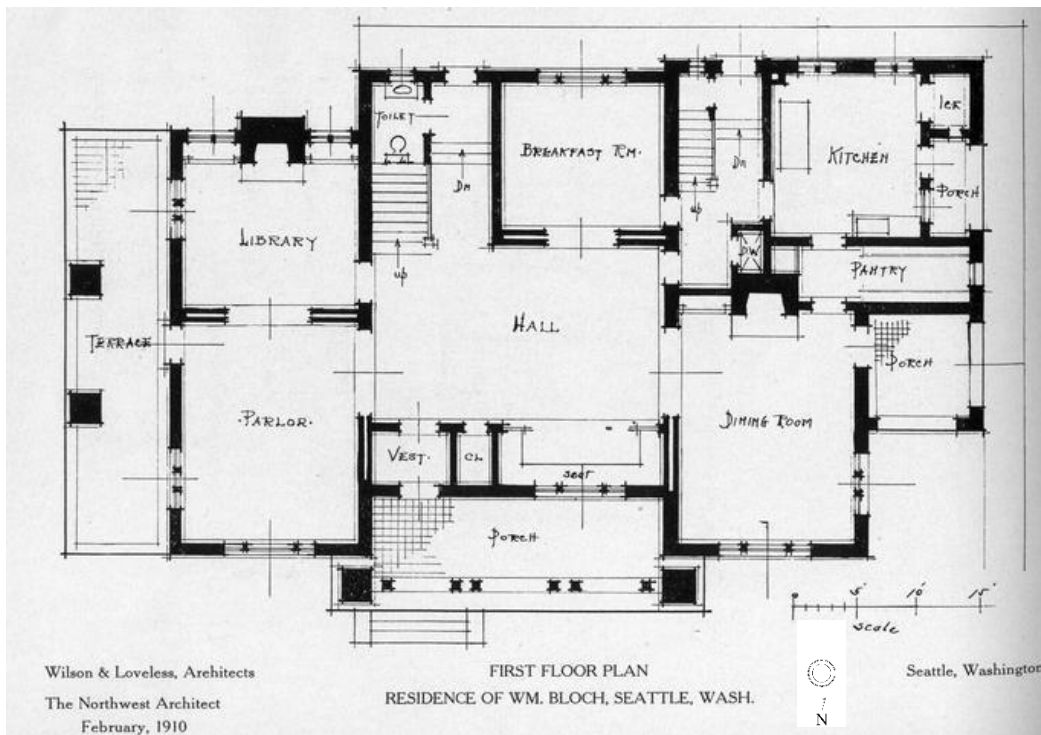 TOILET
ICE
BREAKFAST RM.
KITCHEN
Dn
Dn
PORCH
up
LIBRARY
DW
up
PANTRY
HALL
TERRACE
PORCH
·PARLOR·
DINING ROOM
VEST.
CL
seat
PORCH
0 5' 10' 15'
scale
Wilson & Loveless, Architects
FIRST FLOOR PLAN
Seattle, Washington
RESIDENCE OF WM. BLOCH, SEATTLE, WASH.
The Northwest Architect
February, 1910
N